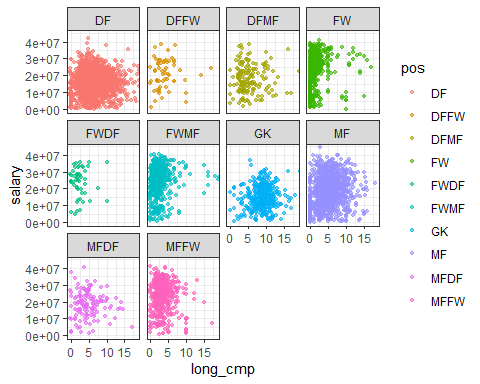 DF DFFW DFMF FW
pos
4e+07
3e+07
2e+07
1e+07
0e+00
DF
DFFW
DFMF
FW
FWDF
FWMF
GK
MF
MFDF
MFFW
FWDF FWMF GK MF
4e+07
3e+07
2e+07
1e+07
0e+00
salary
0 5 10 15 0 5 10 15
MFDF MFFW
4e+07
3e+07
2e+07
1e+07
0e+00
0 5 10 15 0 5 10 15
long_cmp